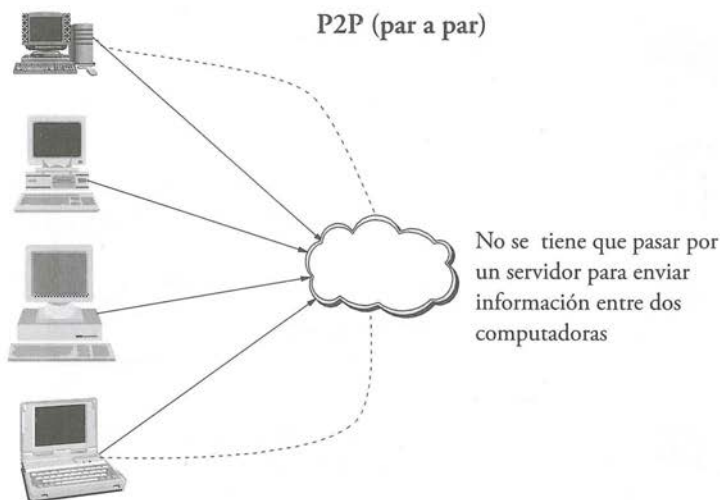 P2P (par a par)
No se tiene que pasar por
un servidor para enviar
información entre dos
computadoras